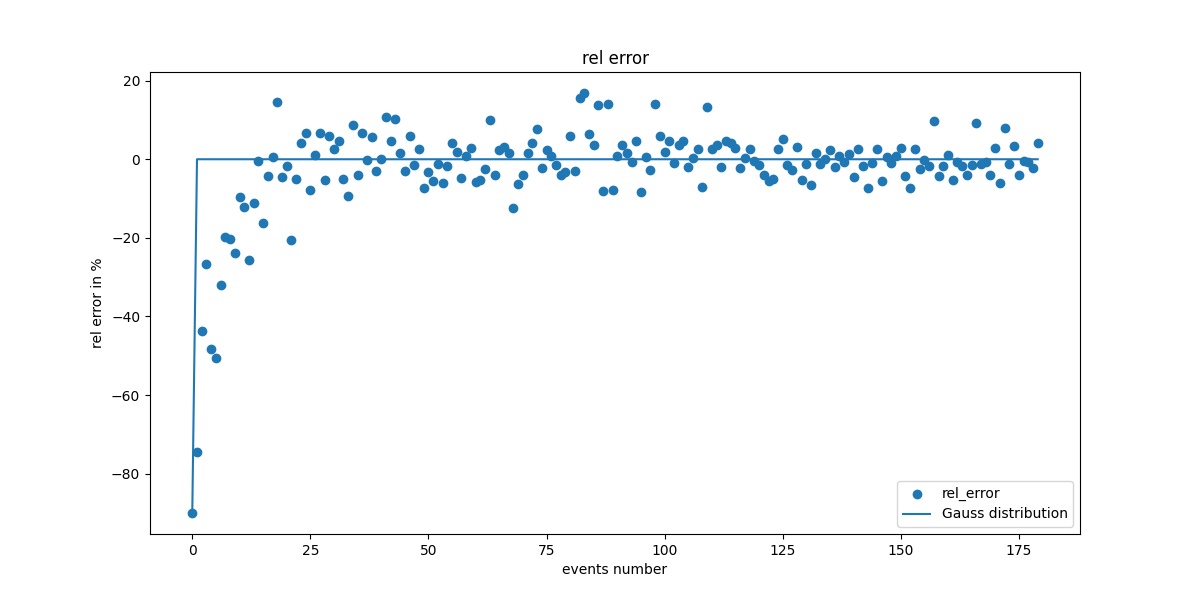 rel error
20
0
−20
−40
−60
−80
rel error in %
rel_error
Gauss distribution
0
25
50
75
100
125
150
175
events number